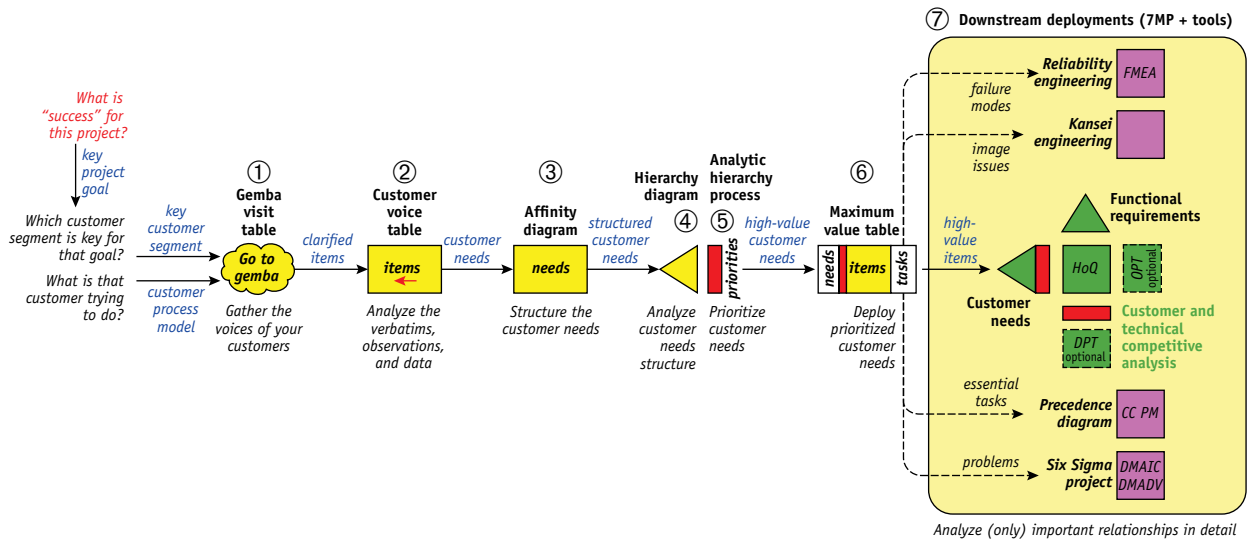 ⑦ Downstream deployments (7MP + tools)
What is
“success” for
this project?
key
project
goal
Which customer
segment is key for
that goal?
What is that
customer trying
to do?
key
customer
segment
customer
process
model
①
Gemba
visit
table
Go to
gemba
Gather the
voices of your
customers
clarified
items
②
Customer
voice
table
items
Analyze the
verbatims,
observations,
and data
customer
needs
③
Affinity
diagram
needs
Structure the
customer needs
structured
customer
needs
Hierarchy
diagram
④
Analyze
customer
needs
structure
Analytic
hierarchy
process
⑤
priorities
Prioritize
customer
needs
high-value
customer
needs
⑥
Maximum
value table
needs
items
tasks
Deploy
prioritized
customer
needs
failure
modes
Reliability
engineering
FMEA
image
issues
Kansei
engineering
high-
value
items
Customer
needs
Functional
requirements
HoQ
OPT
optional
Customer and
technical
competitive
analysis
DPT
optional
essential
tasks
Precedence
diagram
CC PM
problems
Six Sigma
project
DMAIC
DMADV
Analyze (only) important relationships in detail